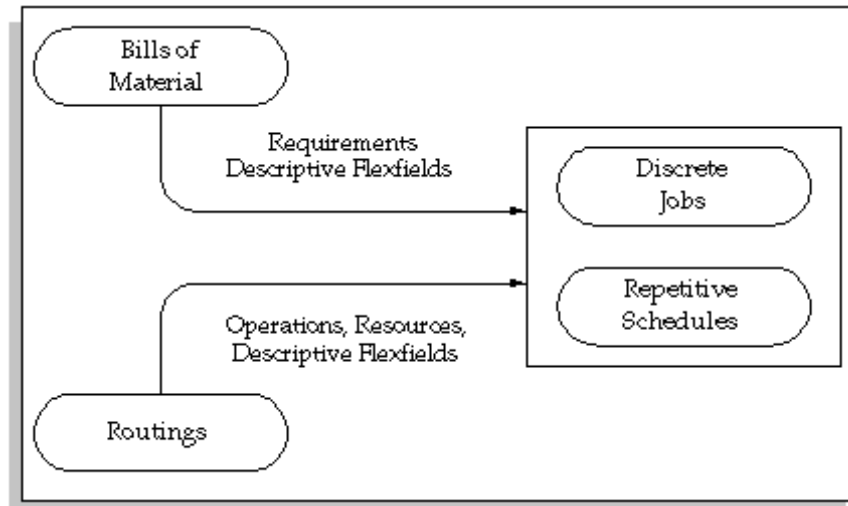 Bills of
Material
Requirements
Descriptive Flexfields
Discrete
Jobs
Repetitive
Schedules
Operations, Resources,
Descriptive Flexfields
Routings